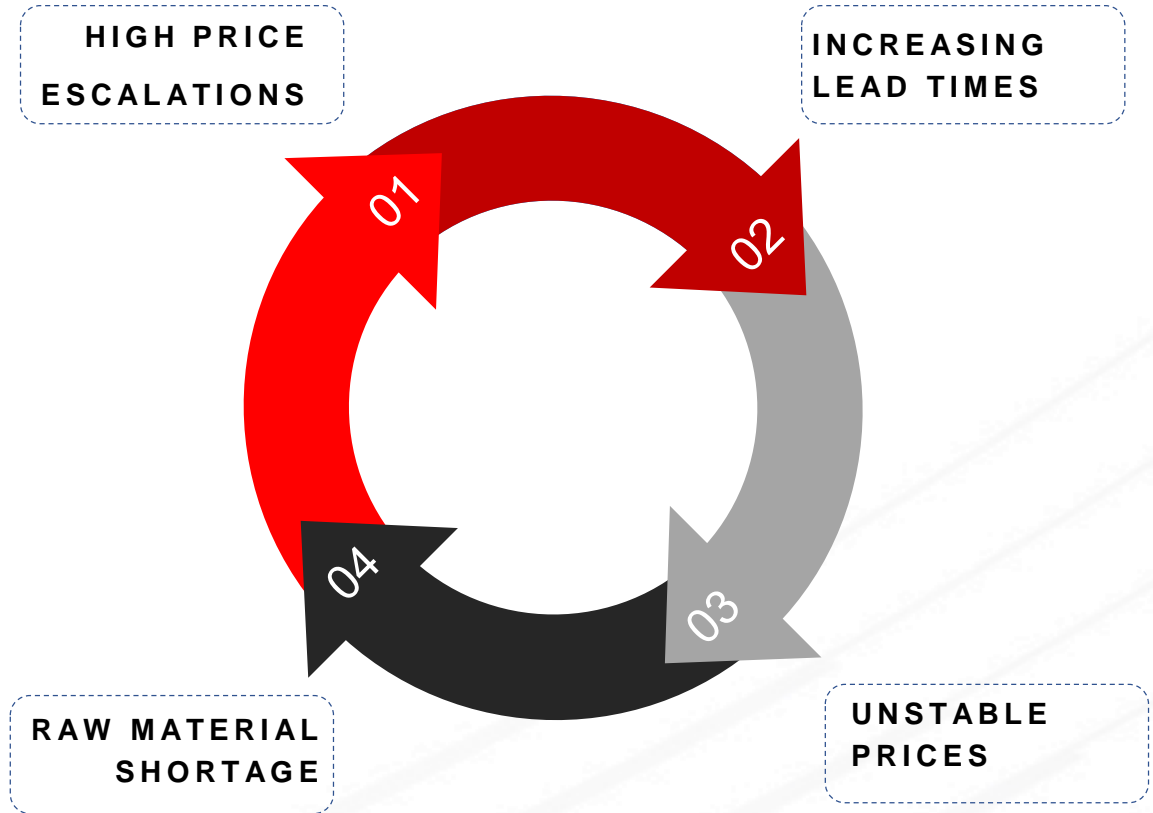 HIGH PRICE
ESCALATIONS
INCREASING
LEAD TIMES
01
02
03
04
UNSTABLE
PRICES
RAW MATERIAL
SHORTAGE